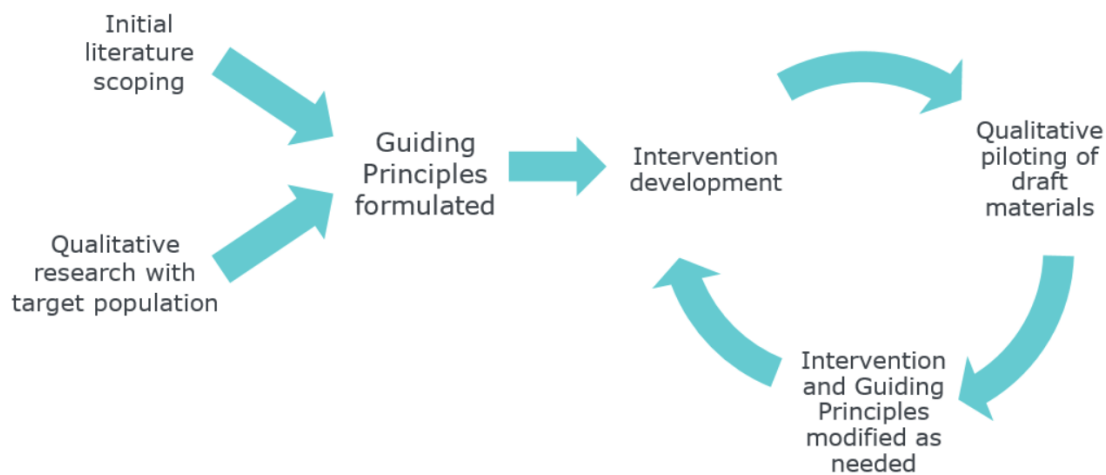 Initial
literature
scoping
Qualitative
research with
target population
Guiding
Principles
formulated
Intervention
development
Qualitative
piloting of
draft
materials
Intervention
and Guiding
Principles
modified as
needed